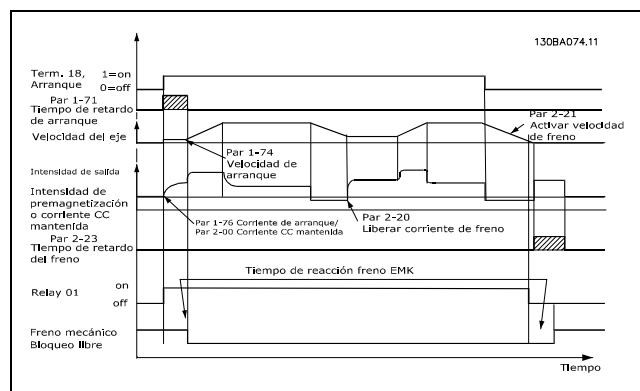 130BA074.11
Term. 18, 1=on
Arranque 0=off
Par 1-71
Tiempo de retardo
de arranque
Velocidad del eje
Par 1-74
Velocidad de
arranque
Par 2-21
Activar velocidad
de freno
Intensidad de salida
Intensidad de
premagnetización
o corriente CC
mantenida
Par 1-76 Corriente de arranque/
Par 2-00 Corriente CC mantenida
Par 2-20
Liberar corriente de freno
Par 2-23
Tiempo de retardo
del freno
Tiempo de reacción freno EMK
on
Relay 01
off
Freno mecánico
Bloqueo libre
Tiempo